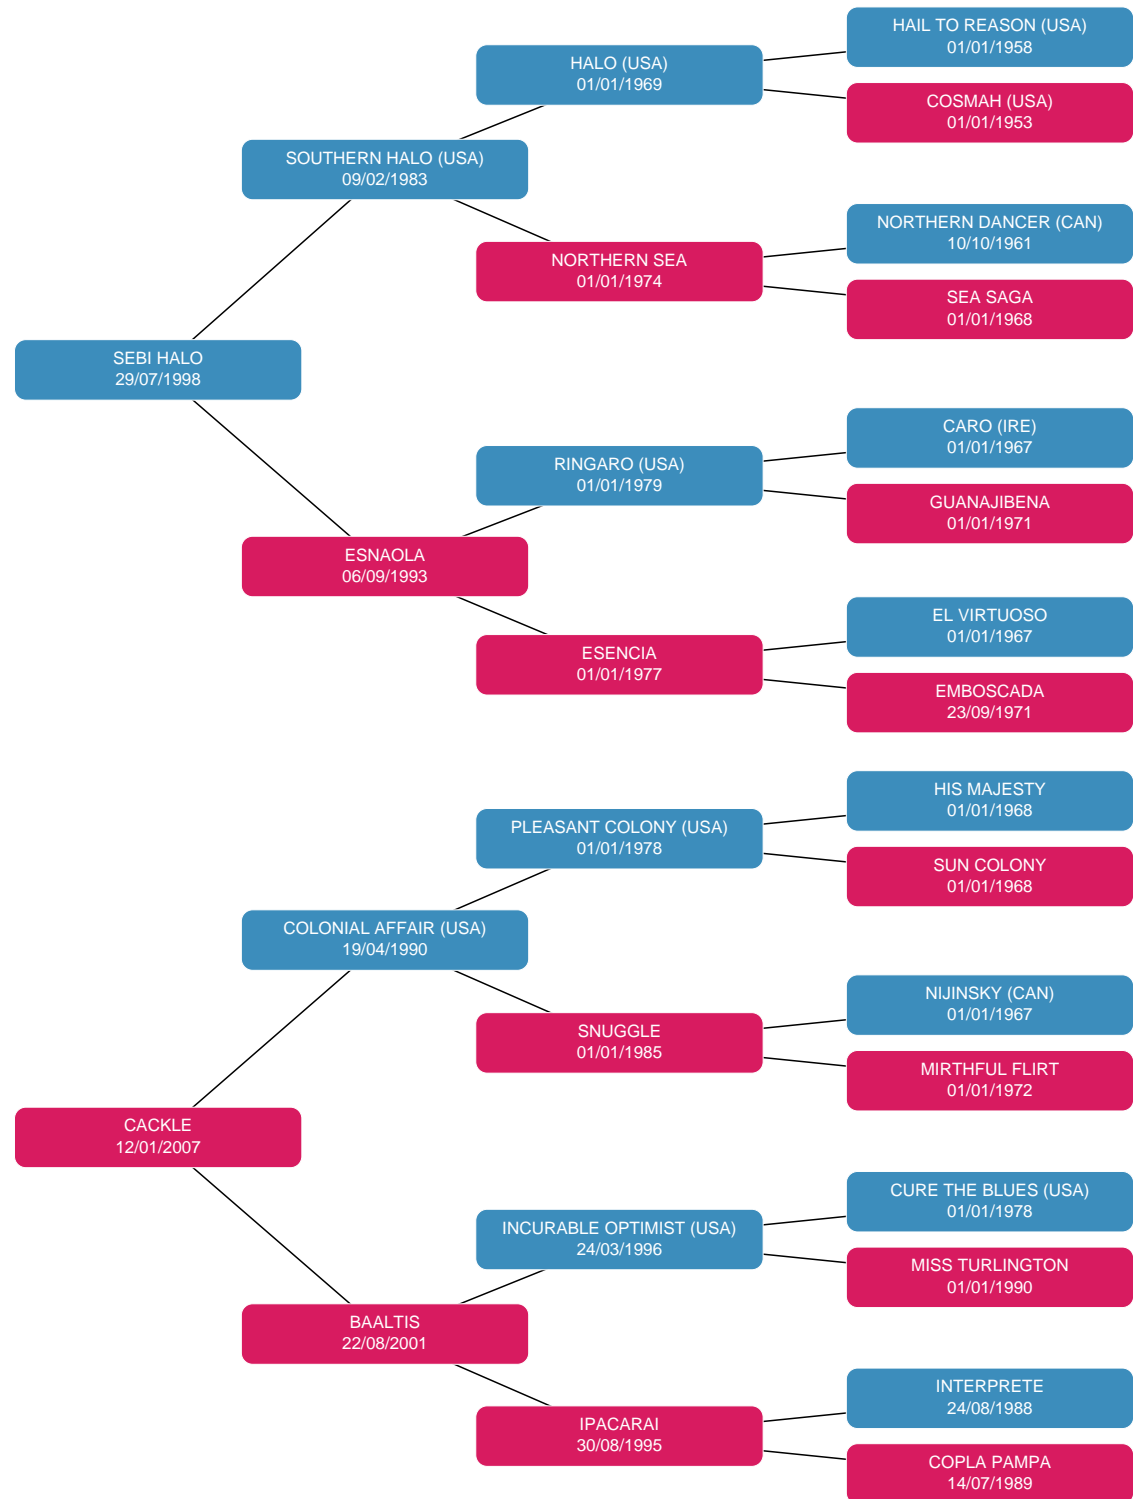 HAIL TO REASON (USA)
01/01/1958
HALO (USA)
01/01/1969
COSMAH (USA)
01/01/1953
SOUTHERN HALO (USA)
09/02/1983
NORTHERN DANCER (CAN)
10/10/1961
NORTHERN SEA
01/01/1974
SEA SAGA
01/01/1968
SEBI HALO
29/07/1998
CARO (IRE)
01/01/1967
RINGARO (USA)
01/01/1979
GUANAJIBENA
01/01/1971
ESNAOLA
06/09/1993
EL VIRTUOSO
01/01/1967
ESENCIA
01/01/1977
EMBOSCADA
23/09/1971
HIS MAJESTY
01/01/1968
PLEASANT COLONY (USA)
01/01/1978
SUN COLONY
01/01/1968
COLONIAL AFFAIR (USA)
19/04/1990
NIJINSKY (CAN)
01/01/1967
SNUGGLE
01/01/1985
MIRTHFUL FLIRT
01/01/1972
CACKLE
12/01/2007
CURE THE BLUES (USA)
01/01/1978
INCURABLE OPTIMIST (USA)
24/03/1996
MISS TURLINGTON
01/01/1990
BAALTIS
22/08/2001
INTERPRETE
24/08/1988
IPACARAI
30/08/1995
COPLA PAMPA
14/07/1989